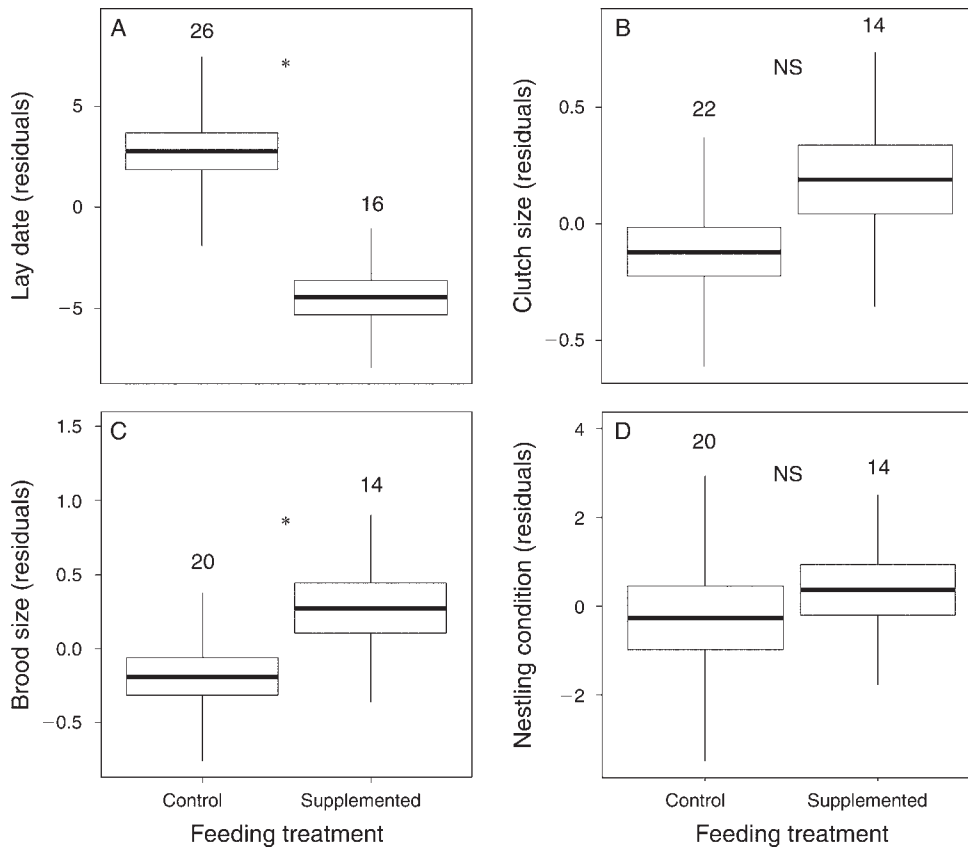 A
26
*
16
5
0
−5
Lay date (residuals)
B
14
NS
22
0.5
0.0
−0.5
Clutch size (residuals)
C
14
*
20
1.5
1.0
0.5
0.0
−0.5
Brood size (residuals)
Control
Supplemented
Feeding treatment
D
20
NS
14
4
2
0
−2
Nestling condition (residuals)
Control
Supplemented
Feeding treatment